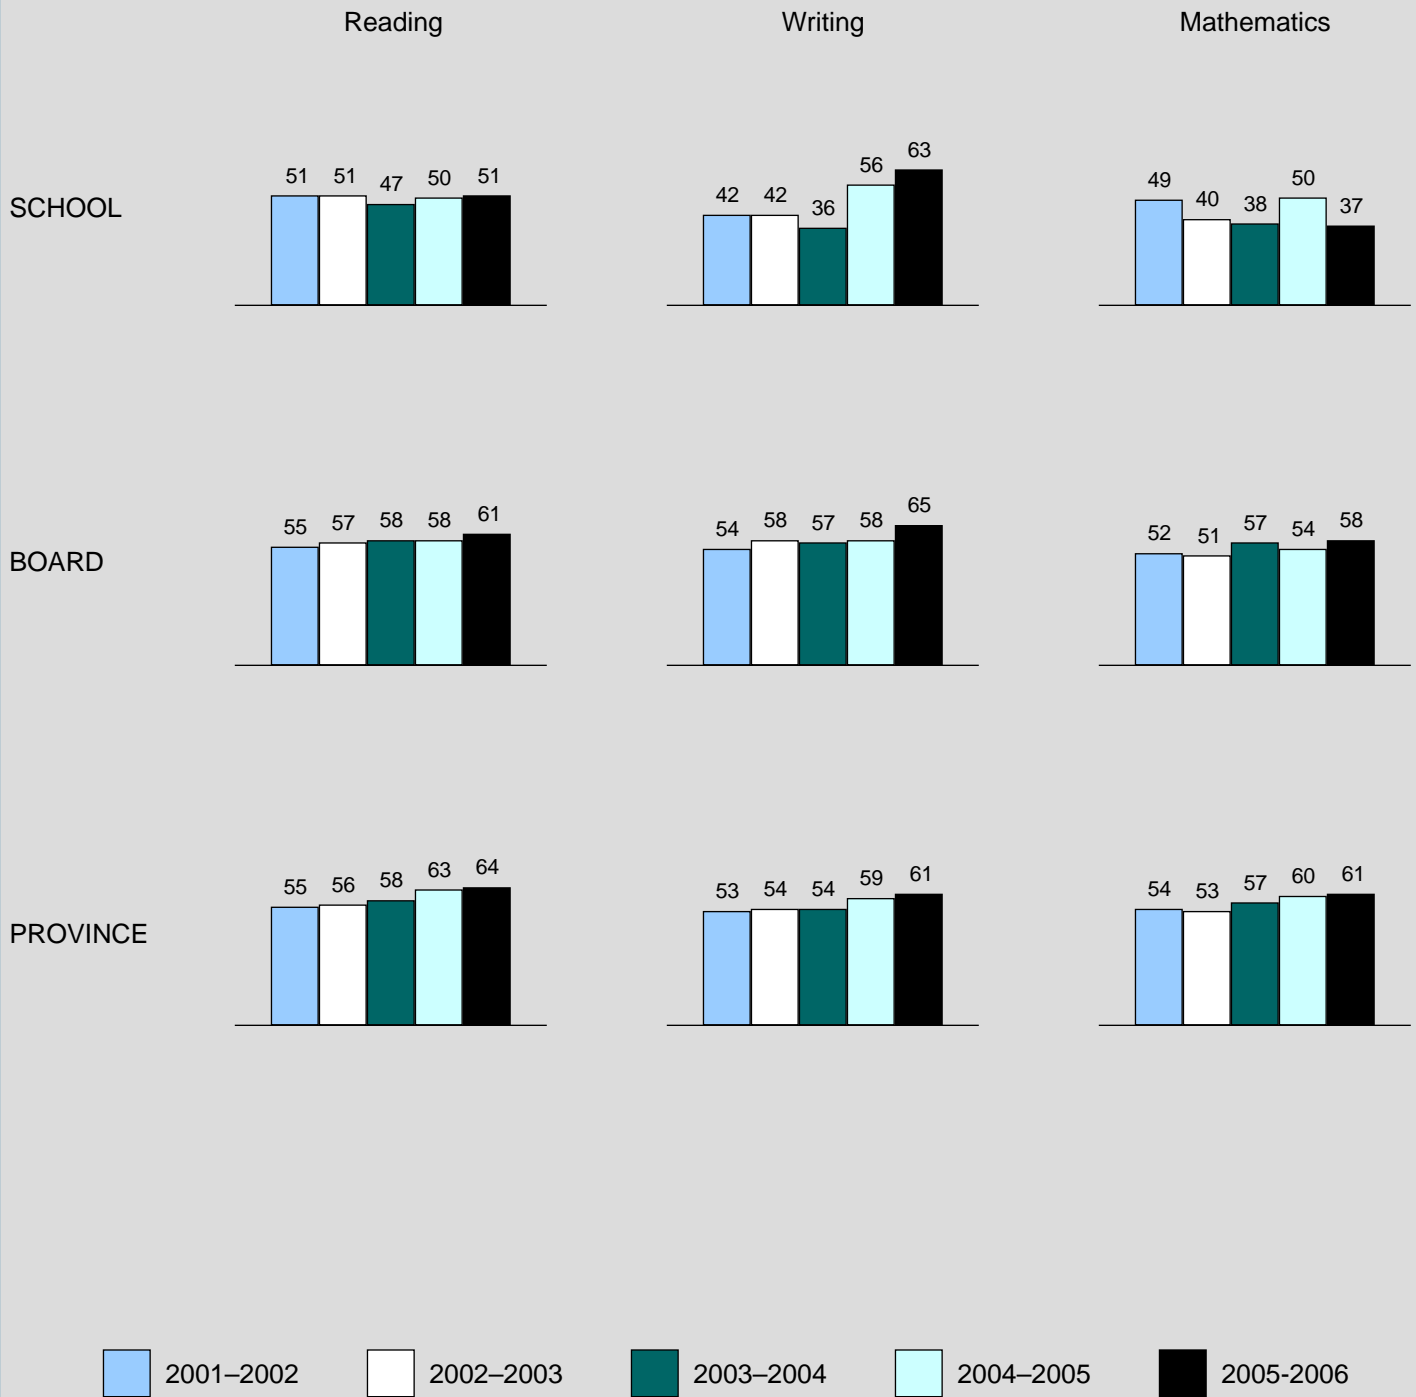 Reading Writing Mathematics
SCHOOL
51 51 47 50 51
42 42 36 56 63
49 40 38 50 37
BOARD
55 57 58 58 61
54 58 57 58 65
52 51 57 54 58
PROVINCE
55 56 58 63 64
53 54 54 59 61
54 53 57 60 61
2001–2002 2002–2003 2003–2004 2004–2005 2005-2006